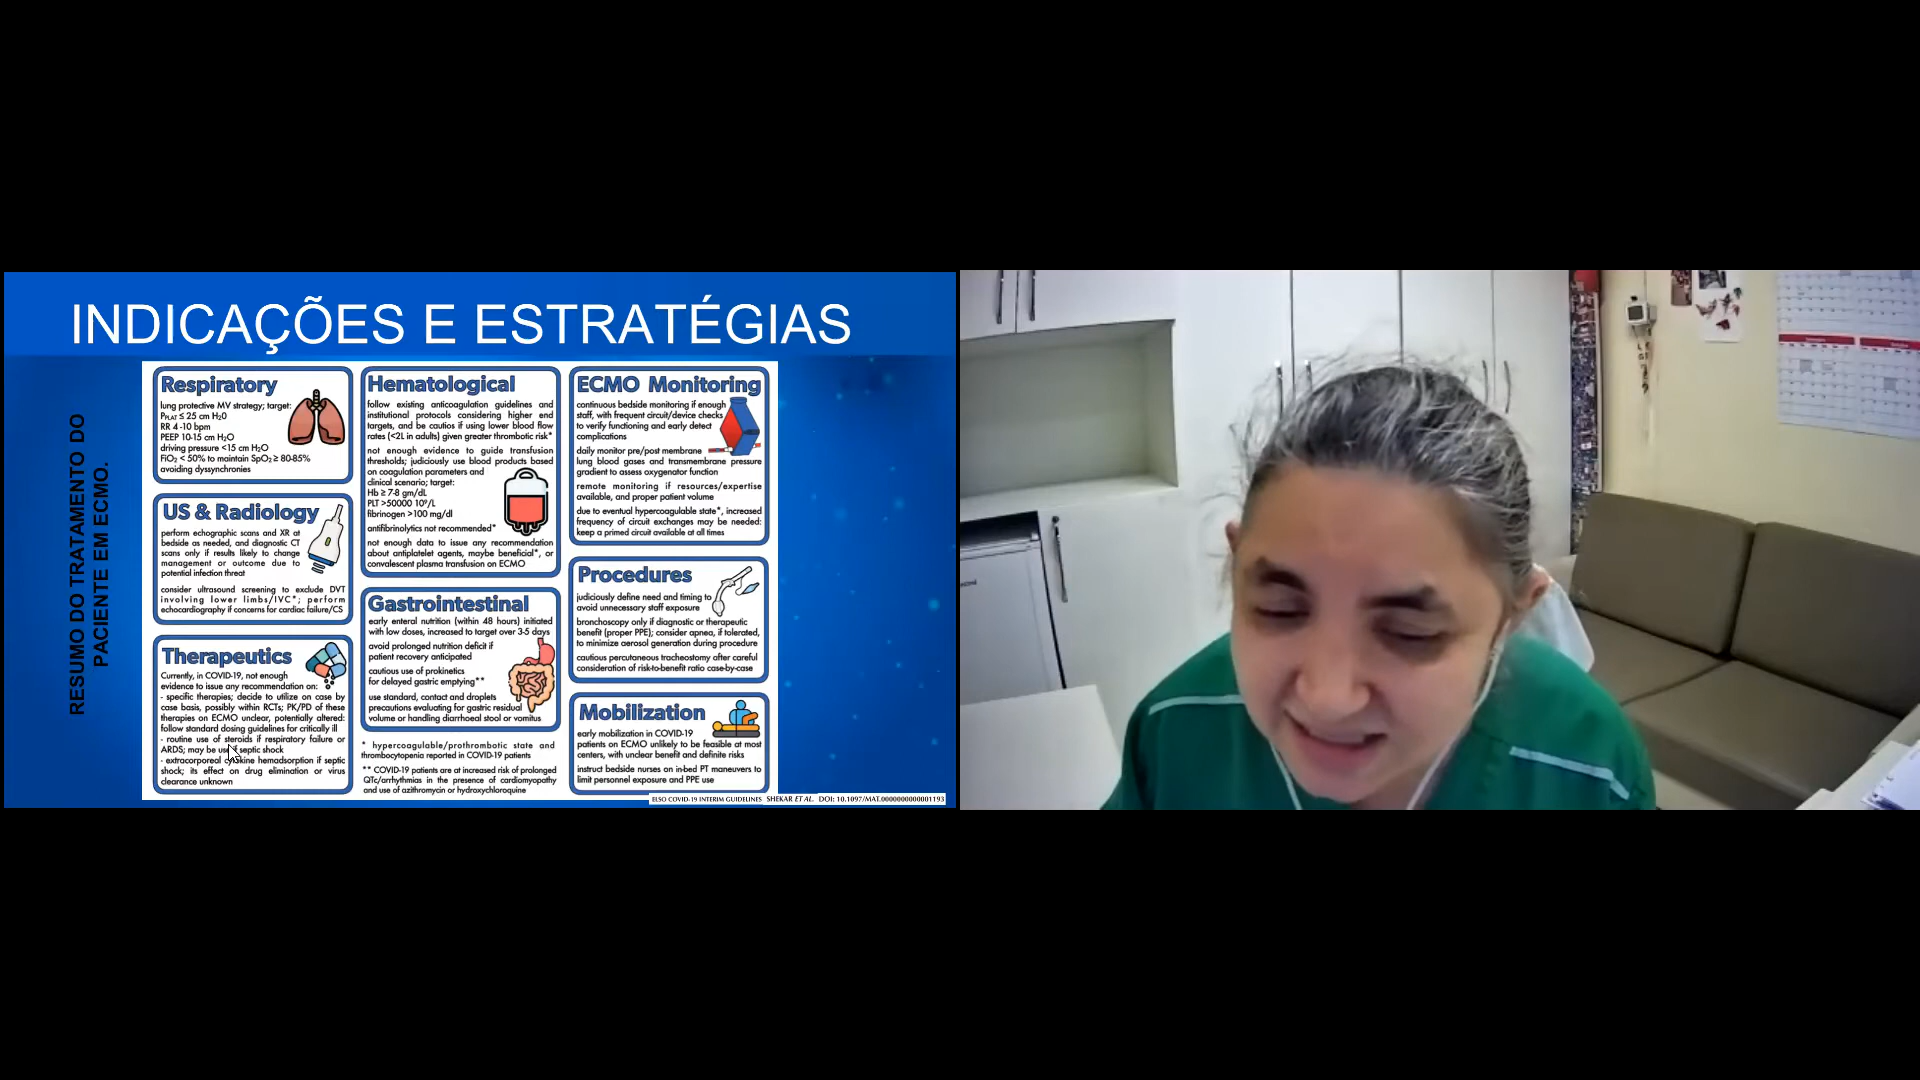 INDICAÇÕES E ESTRATÉGIAS
RESUMO DO TRATAMENTO DO
PACIENTE EM ECMO.
Respiratory
lung protective MV strategy; target:
PPLAT ≤ 25 cm H20
RR 4 -10 bpm
PEEP 10-15 cm H2O
driving pressure <15 cm H2O
FiO2 < 50% to maintain SpO2 ≥ 80-85%
avoiding dyssynchronies
US & Radiology
perform echographic scans and XR at
bedside as needed, and diagnostic CT
scans only if results likely to change
management or outcome due to
potential infection threat
consider ultrasound screening to exclude DVT
involving lower limbs/IVC*; perform
echocardiography if concerns for cardiac failure/CS
Therapeutics
Currently, in COVID-19, not enough
evidence to issue any recommendation on:
- specific therapies; decide to utilize on case by
case basis, possibly within RCTs; PK/PD of these
therapies on ECMO unclear, potentially altered:
follow standard dosing guidelines for critically ill
- routine use of steroids if respiratory failure or
ARDS; may be use if septic shock
- extracorporeal cytokine hemadsorption if septic
shock; its effect on drug elimination or virus
clearance unknown
Hematological
follow existing anticoagulation guidelines and
institutional protocols considering higher end
targets, and be cautios if using lower blood flow
rates (<2L in adults) given greater thrombotic risk*
not enough evidence to guide transfusion
thresholds; judiciously use blood products based
on coagulation parameters and
clinical scenario; target:
Hb ≥ 7-8 gm/dL
PLT >50000 10⁹/L
fibrinogen >100 mg/dl
antifibrinolytics not recommended*
not enough data to issue any recommendation
about antiplatelet agents, maybe beneficial*, or
convalescent plasma transfusion on ECMO
Gastrointestinal
early enteral nutrition (within 48 hours) initiated
with low doses, increased to target over 3-5 days
avoid prolonged nutrition deficit if
patient recovery anticipated
cautious use of prokinetics
for delayed gastric emptying**
use standard, contact and droplets
precautions evaluating for gastric residual
volume or handling diarrhoeal stool or vomitus
* hypercoagulable/prothrombotic state and
thrombocytopenia reported in COVID-19 patients
** COVID-19 patients are at increased risk of prolonged
QTc/arrhythmias in the presence of cardiomyopathy
and use of azithromycin or hydroxychloroquine
ECMO Monitoring
continuous bedside monitoring if enough
staff, with frequent circuit/device checks
to verify functioning and early detect
complications
daily monitor pre/post membrane
lung blood gases and transmembrane pressure
gradient to assess oxygenator function
remote monitoring if resources/expertise
available, and proper patient volume
due to eventual hypercoagulable state*, increased
frequency of circuit exchanges may be needed:
keep a primed circuit available at all times
Procedures
judiciously define need and timing to
avoid unnecessary staff exposure
bronchoscopy only if diagnostic or therapeutic
benefit (proper PPE); consider apnea, if tolerated,
to minimize aerosol generation during procedure
cautious percutaneous tracheostomy after careful
consideration of risk-to-benefit ratio case-by-case
Mobilization
early mobilization in COVID-19
patients on ECMO unlikely to be feasible at most
centers, with unclear benefit and definite risks
instruct bedside nurses on in-bed PT maneuvers to
limit personnel exposure and PPE use
ELSO COVID-19 INTERIM GUIDELINES SHEKAR ET AL. DOI: 10.1097/MAT.0000000000001193